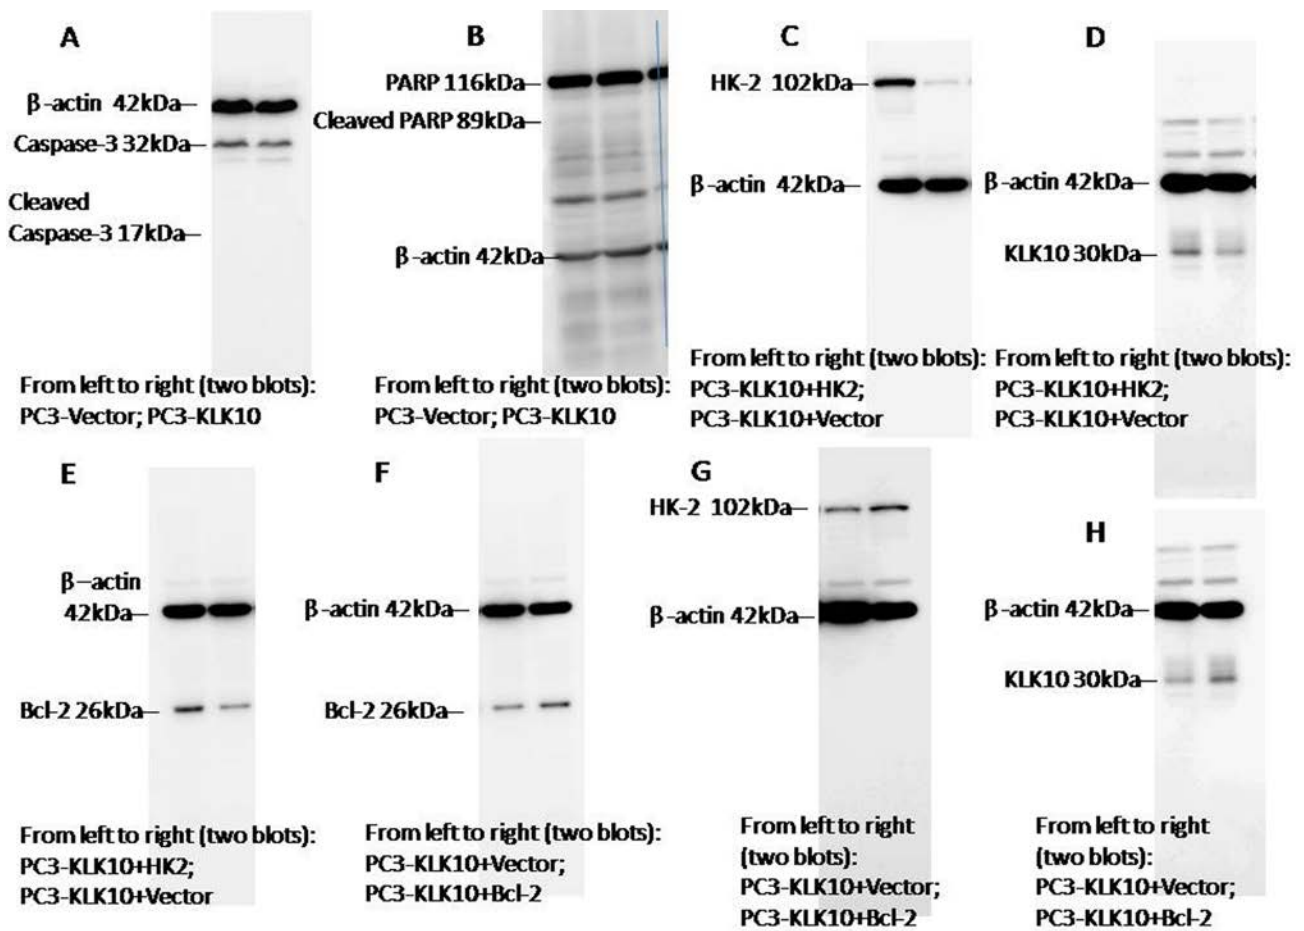 A
β-actin 42kDa
Caspase-3 32kDa
Cleaved
Caspase-3 17kDa
From left to right (two blots):
PC3-Vector; PC3-KLK10
B
PARP 116kDa
Cleaved PARP 89kDa
β-actin 42kDa
From left to right (two blots):
PC3-Vector; PC3-KLK10
C
HK-2 102kDa
β-actin 42kDa
From left to right (two blots):
PC3-KLK10+HK2;
PC3-KLK10+Vector
D
β-actin 42kDa
KLK10 30kDa
From left to right (two blots):
PC3-KLK10+HK2;
PC3-KLK10+Vector
E
β-actin
42kDa
Bcl-2 26kDa
From left to right (two blots):
PC3-KLK10+HK2;
PC3-KLK10+Vector
F
β-actin 42kDa
Bcl-2 26kDa
From left to right (two blots):
PC3-KLK10+Vector;
PC3-KLK10+Bcl-2
G
HK-2 102kDa
β-actin 42kDa
From left to right
(two blots):
PC3-KLK10+Vector;
PC3-KLK10+Bcl-2
H
β-actin 42kDa
KLK10 30kDa
From left to right
(two blots):
PC3-KLK10+Vector;
PC3-KLK10+Bcl-2